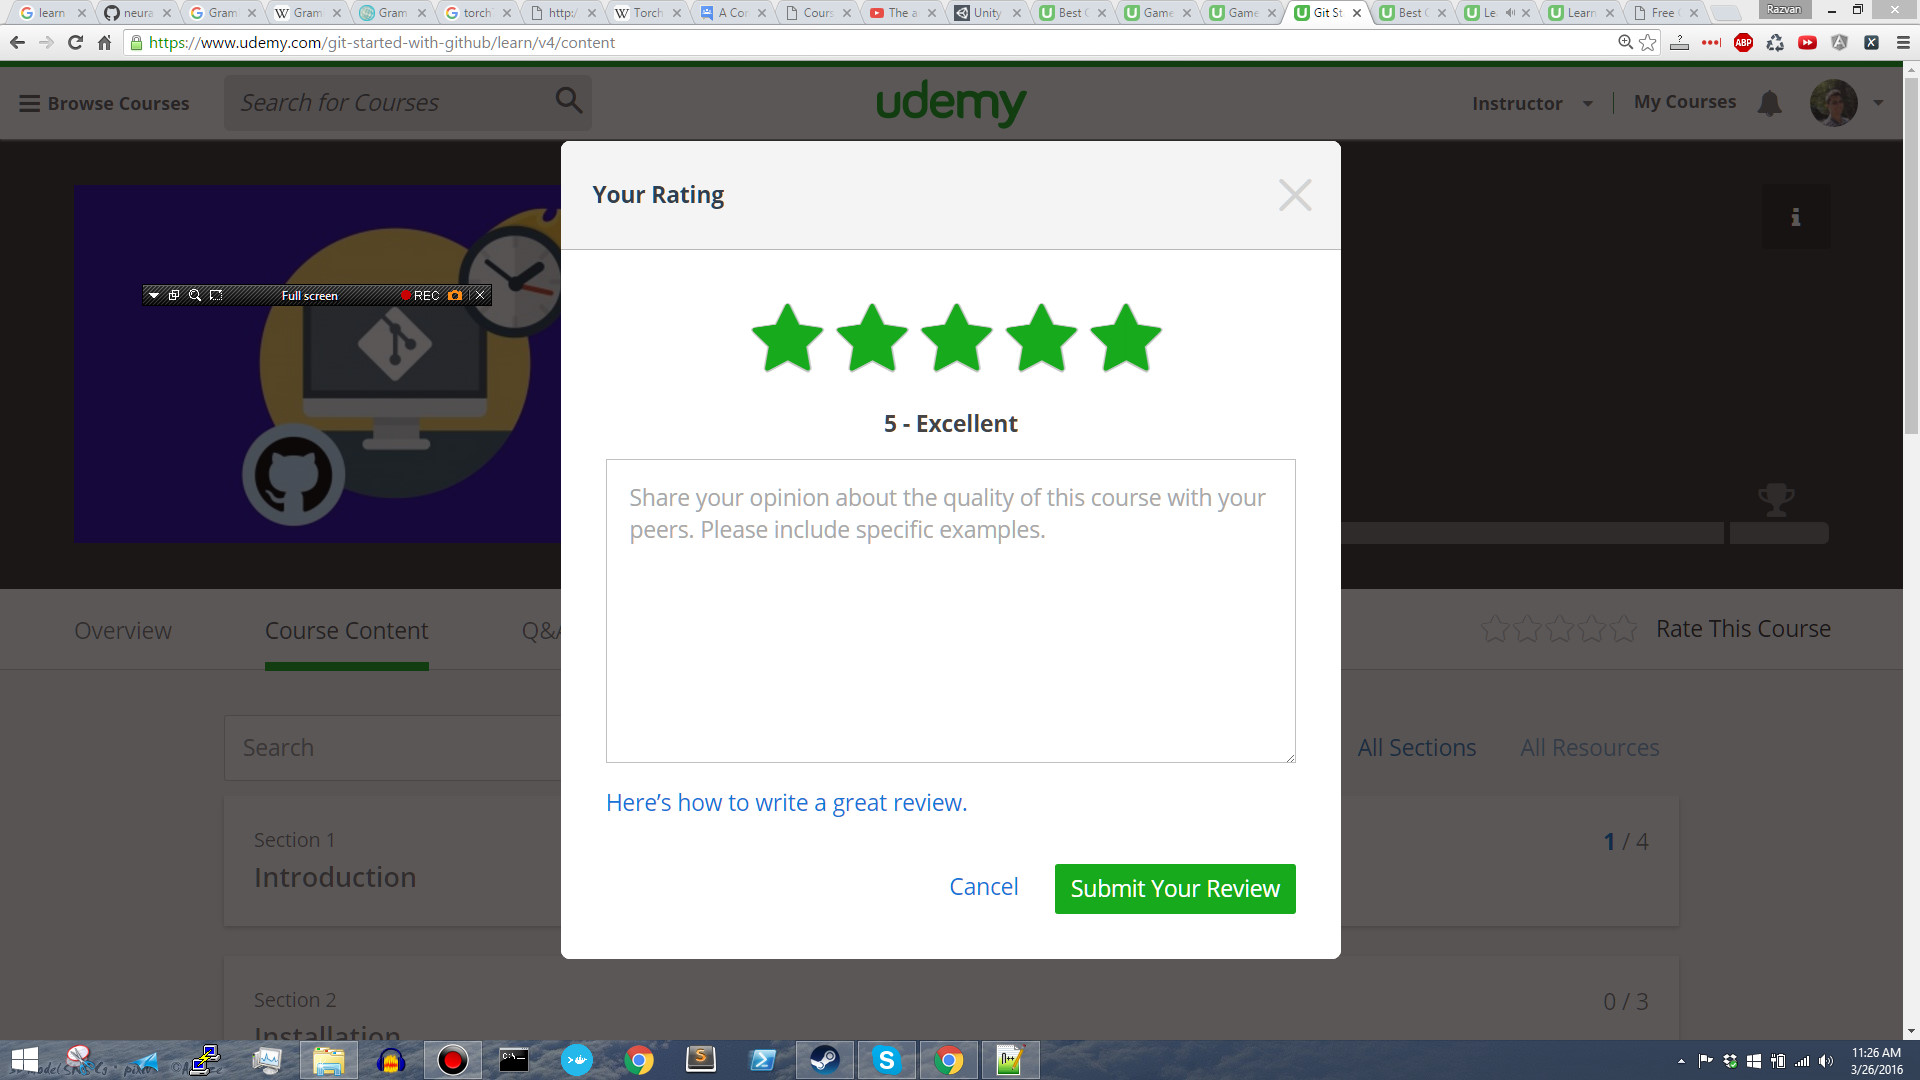 learn
neura
Gram
Gram
Gram
torch
http:/
Torch
A Cor
Cours
The a
Unity
Best
Game
Game
Git St
Best
Le
Learn
Free
Razvan
https://www.udemy.com/git-started-with-github/learn/v4/content
ABP
Browse Courses
Search for Courses
udemy
Instructor
My Courses
Your Rating
Full screen
REC
5 - Excellent
Share your opinion about the quality of this course with your
peers. Please include specific examples.
Overview
Course Content
Q&A
Rate This Course
Search
All Sections
All Resources
Here’s how to write a great review.
Section 1
1 / 4
Introduction
Cancel
Submit Your Review
Section 2
0 / 3
Installation
11:26 AM
3/26/2016